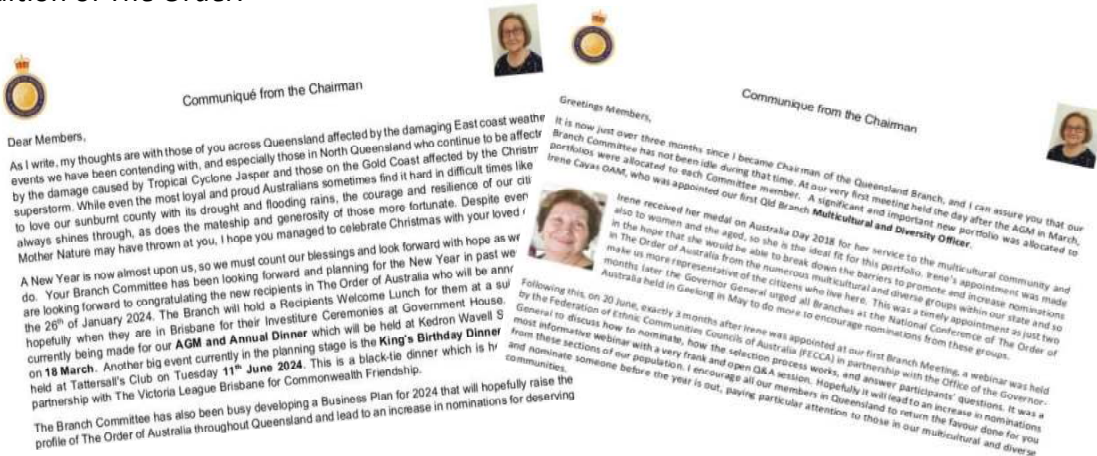 Communiqué from the Chairman
Dear Members,
As I write, my thoughts are with those of you across Queensland affected by the damaging East coast weathe
events we have been contending with, and especially those in North Queensland who continue to be affecte
by the damage caused by Tropical Cyclone Jasper and those on the Gold Coast affected by the Christm
superstorm. While even the most loyal and proud Australians sometimes find it hard in difficult times like
to love our sunburnt county with its drought and flooding rains, the courage and resilience of our citi
always shines through, as does the mateship and generosity of those more fortunate. Despite even
Mother Nature may have thrown at you, I hope you managed to celebrate Christmas with your loved
A New Year is now almost upon us, so we must count our blessings and look forward with hope as we
do. Your Branch Committee has been looking forward and planning for the New Year in past we
are looking forward to congratulating the new recipients in The Order of Australia who will be anno
the 26th of January 2024. The Branch will hold a Recipients Welcome Lunch for them at a sui
hopefully when they are in Brisbane for their Investiture Ceremonies at Government House.
currently being made for our AGM and Annual Dinner which will be held at Kedron Wavell S
on 18 March. Another big event currently in the planning stage is the King's Birthday Dinner
held at Tattersall's Club on Tuesday 11th June 2024. This is a black-tie dinner which is he
partnership with The Victoria League Brisbane for Commonwealth Friendship.
The Branch Committee has also been busy developing a Business Plan for 2024 that will hopefully raise the
profile of The Order of Australia throughout Queensland and lead to an increase in nominations for deserving
Communique from the Chairman
Greetings Members,
It is now just over three months since I became Chairman of the Queensland Branch, and I can assure you that our
Branch Committee has not been idle during that time. At our very first meeting held the day after the AGM in March,
portfolios were allocated to each Committee member. A significant and important new portfolio was allocated to
Irene Cayas OAM, who was appointed our first Qld Branch Multicultural and Diversity Officer.
Irene received her medal on Australia Day 2018 for her service to the multicultural community and
also to women and the aged, so she is the ideal fit for this portfolio. Irene's appointment was made
in the hope that she would be able to break down the barriers to promote and increase nominations
in The Order of Australia from the numerous multicultural and diverse groups within our state and so
make us more representative of the citizens who live here. This was a timely appointment as just two
months later the Governor General urged all Branches at the National Conference of The Order of
Australia held in Geelong in May to do more to encourage nominations from these groups.
Following this, on 20 June, exactly 3 months after Irene was appointed at our first Branch Meeting, a webinar was held
by the Federation of Ethnic Communities Councils of Australia (FECCA) in partnership with the Office of the Governor-
General to discuss how to nominate, how the selection process works, and answer participants' questions. It was a
most informative webinar with a very frank and open Q&A session. Hopefully it will lead to an increase in nominations
from these sections of our population. I encourage all our members in Queensland to return the favour done for you
and nominate someone before the year is out, paying particular attention to those in our multicultural and diverse
communities.